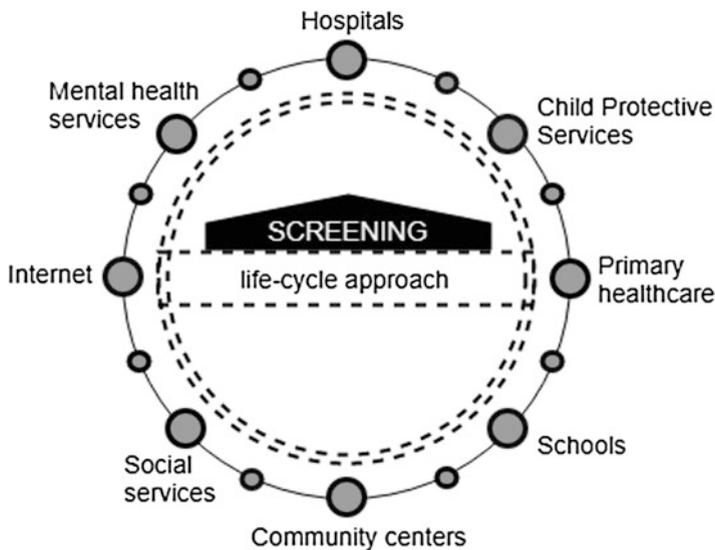 Hospitals
Mental health
services
Child Protective
Services
SCREENING
Internet
life-cycle approach
Primary
healthcare
Social
services
Schools
Community centers